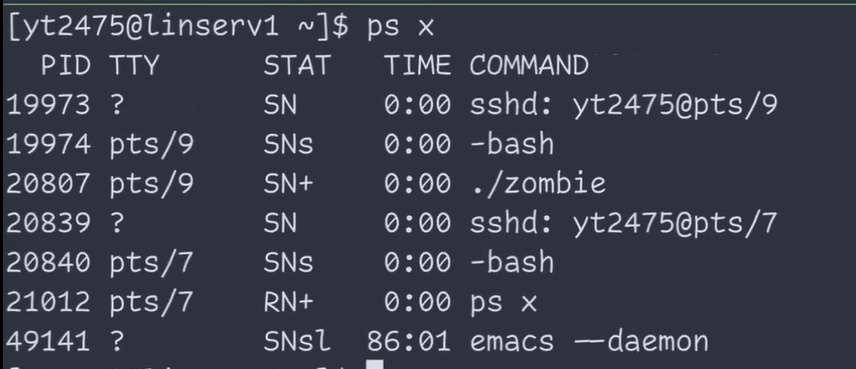 [yt2475@linserv1 ~]$ ps x
PID TTY STAT TIME COMMAND
19973 ? SN 0:00 sshd: yt2475@pts/9
19974 pts/9 SNs 0:00 -bash
20807 pts/9 SN+ 0:00 ./zombie
20839 ? SN 0:00 sshd: yt2475@pts/7
20840 pts/7 SNs 0:00 -bash
21012 pts/7 RN+ 0:00 ps x
49141 ? SNsl 86:01 emacs --daemon